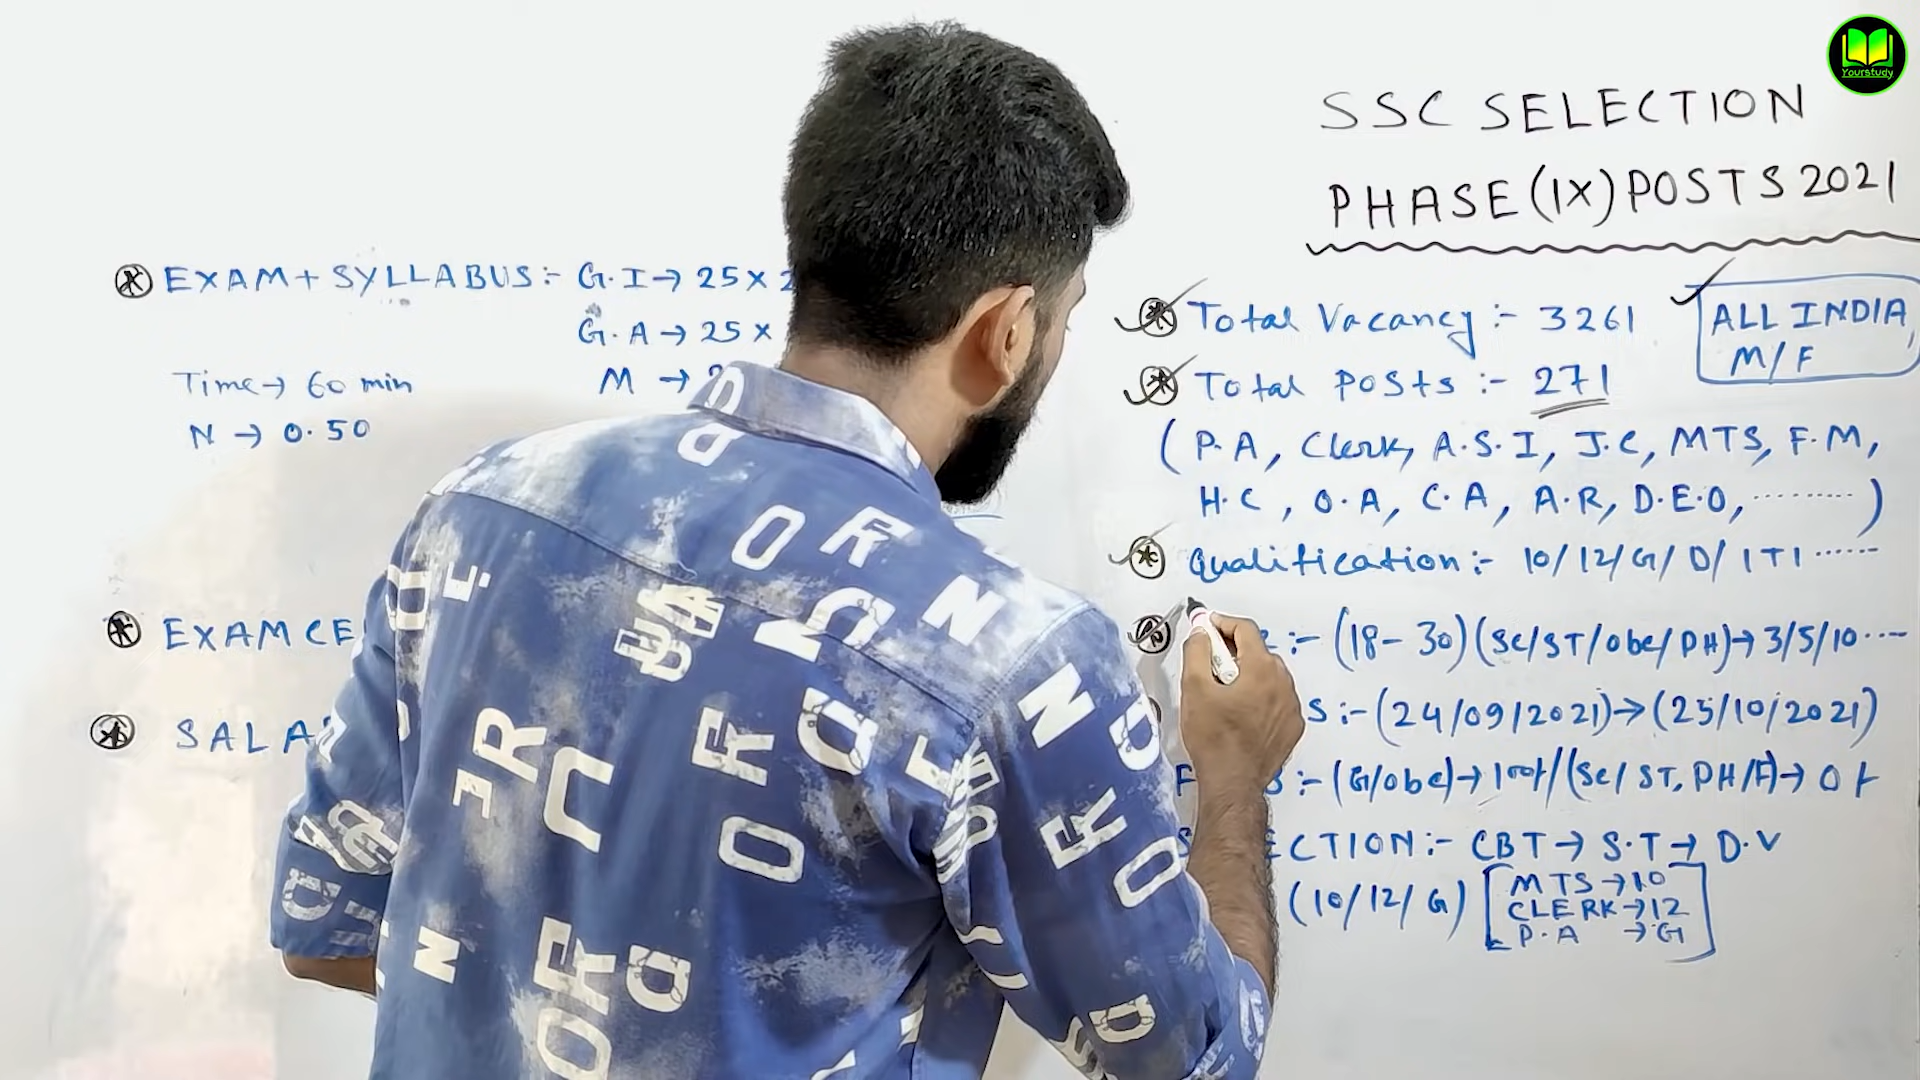 Yourstudy
SSC SELECTION
PHASE (IX) POSTS 2021
EXAM + SYLLABUS :- G.I → 25 x
G.A → 25 x
M →
Time → 60 min
N → 0.50
EXAM CE
SALA
Total Vacancy :- 3261
ALL INDIA,
M/F
Total Posts :- 271
(P.A, Clerk, A.S.I, J.E, MTS, F.M,
H.C, O.A, C.A, A.R, D.E.O, .........)
Qualification :- 10/12/G/D/ITI ......
:- (18-30) (SC/ST/OBC/PH) → 3/5/10....
S :- (24/09/2021) → (25/10/2021)
:- (G/obc) → 100/-/(SC/ST, PH/F) → 0/-
ECTION :- CBT → S.T → D.V
(10/12/G) [MTS → 10
CLERK → 12
P.A → G]